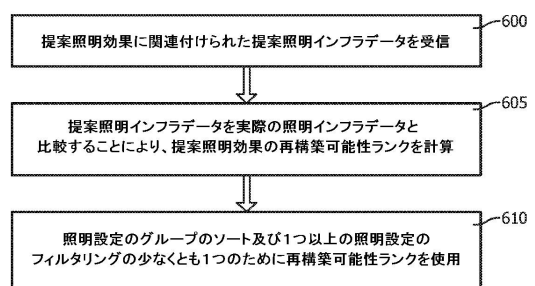 600
提案照明効果に関連付けられた提案照明インフラデータを受信
605
提案照明インフラデータを実際の照明インフラデータと
比較することにより、提案照明効果の再構築可能性ランクを計算
610
照明設定のグループのソート及び1つ以上の照明設定の
フィルタリングの少なくとも1つのために再構築可能性ランクを使用